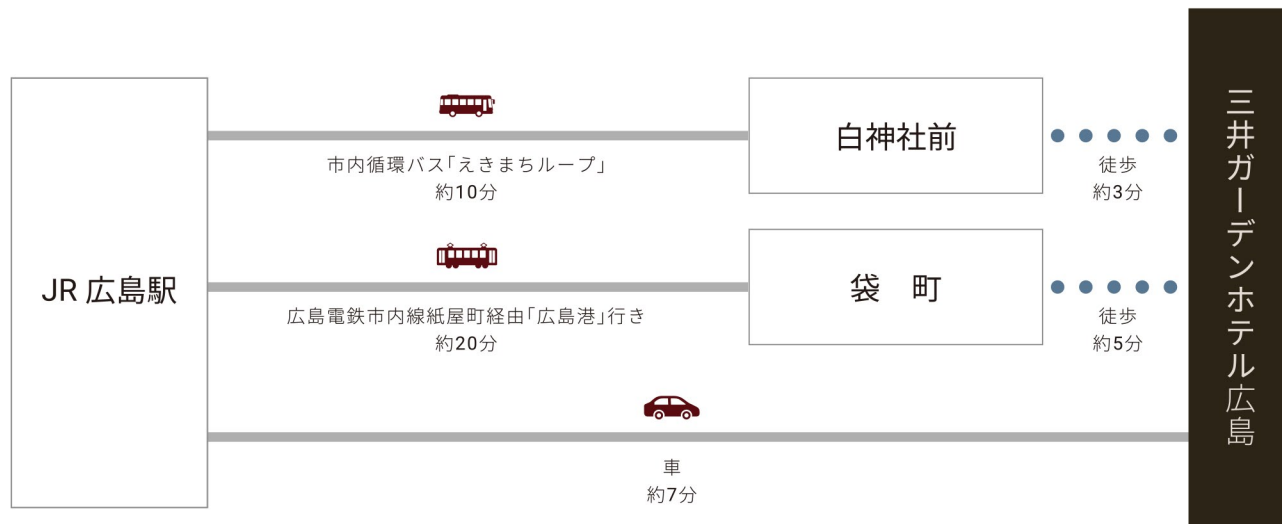 JR 広島駅
市内循環バス「えきまちループ」
約10分
白神社前
徒歩
約3分
広島電鉄市内線紙屋町経由「広島港」行き
約20分
袋　町
徒歩
約5分
車
約7分
三井ガーデンホテル広島